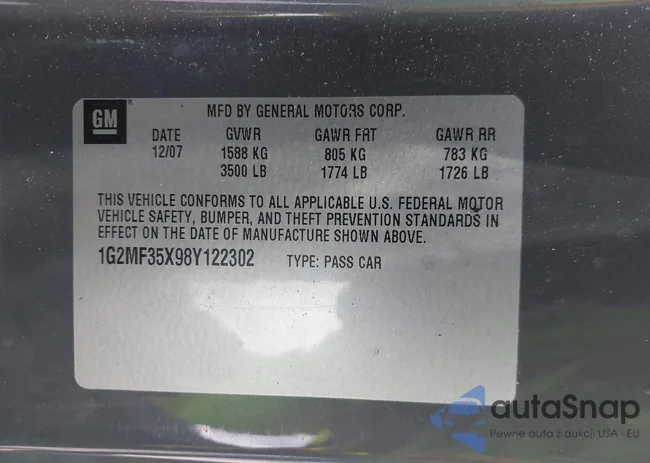 GM
MFD BY GENERAL MOTORS CORP.
DATE GVWR GAWR FRT GAWR RR
12/07 1588 KG 805 KG 783 KG
3500 LB 1774 LB 1726 LB
THIS VEHICLE CONFORMS TO ALL APPLICABLE U.S. FEDERAL MOTOR
VEHICLE SAFETY, BUMPER, AND THEFT PREVENTION STANDARDS IN
EFFECT ON THE DATE OF MANUFACTURE SHOWN ABOVE.
1G2MF35X98Y122302 TYPE: PASS CAR
autaSnap
Pewne auta z aukcji USA i EU